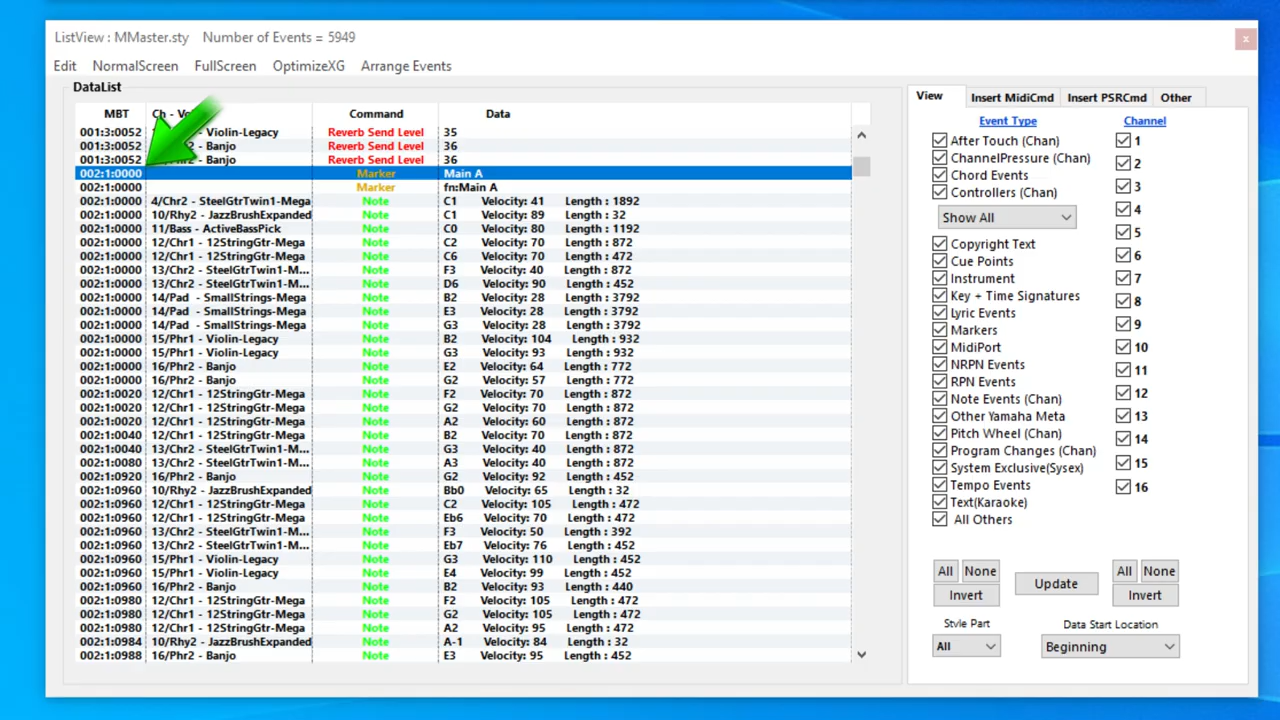 ListView : MMaster.sty Number of Events = 5949
x
Edit NormalScreen FullScreen OptimizeXG Arrange Events
DataList
MBT Ch - Command Data
001:3:0052 - Violin-Legacy Reverb Send Level 35
001:3:0052 - Banjo Reverb Send Level 36
001:3:0052 - Banjo Reverb Send Level 36
002:1:0000 Marker Main A
002:1:0000 Marker fn:Main A
002:1:0000 4/Chr2 - SteelGtrTwin1-Mega Note C1 Velocity: 41 Length : 1892
002:1:0000 10/Rhy2 - JazzBrushExpanded Note C1 Velocity: 89 Length : 32
002:1:0000 11/Bass - ActiveBassPick Note C0 Velocity: 80 Length : 1192
002:1:0000 12/Chr1 - 12StringGtr-Mega Note C2 Velocity: 70 Length : 872
002:1:0000 12/Chr1 - 12StringGtr-Mega Note C6 Velocity: 70 Length : 472
002:1:0000 13/Chr2 - SteelGtrTwin1-M... Note F3 Velocity: 40 Length : 872
002:1:0000 13/Chr2 - SteelGtrTwin1-M... Note D6 Velocity: 90 Length : 452
002:1:0000 14/Pad - SmallStrings-Mega Note B2 Velocity: 28 Length : 3792
002:1:0000 14/Pad - SmallStrings-Mega Note E3 Velocity: 28 Length : 3792
002:1:0000 14/Pad - SmallStrings-Mega Note G3 Velocity: 28 Length : 3792
002:1:0000 15/Phr1 - Violin-Legacy Note B2 Velocity: 104 Length : 932
002:1:0000 15/Phr1 - Violin-Legacy Note G3 Velocity: 93 Length : 932
002:1:0000 16/Phr2 - Banjo Note E2 Velocity: 64 Length : 772
002:1:0000 16/Phr2 - Banjo Note G2 Velocity: 57 Length : 772
002:1:0020 12/Chr1 - 12StringGtr-Mega Note F2 Velocity: 70 Length : 872
002:1:0020 12/Chr1 - 12StringGtr-Mega Note G2 Velocity: 70 Length : 872
002:1:0020 12/Chr1 - 12StringGtr-Mega Note A2 Velocity: 60 Length : 872
002:1:0040 12/Chr1 - 12StringGtr-Mega Note B2 Velocity: 70 Length : 872
002:1:0040 13/Chr2 - SteelGtrTwin1-M... Note G3 Velocity: 40 Length : 872
002:1:0080 13/Chr2 - SteelGtrTwin1-M... Note A3 Velocity: 40 Length : 872
002:1:0920 16/Phr2 - Banjo Note G2 Velocity: 92 Length : 452
002:1:0960 10/Rhy2 - JazzBrushExpanded Note Bb0 Velocity: 65 Length : 32
002:1:0960 12/Chr1 - 12StringGtr-Mega Note C2 Velocity: 105 Length : 472
002:1:0960 12/Chr1 - 12StringGtr-Mega Note Eb6 Velocity: 70 Length : 472
002:1:0960 13/Chr2 - SteelGtrTwin1-M... Note F3 Velocity: 50 Length : 392
002:1:0960 13/Chr2 - SteelGtrTwin1-M... Note Eb7 Velocity: 76 Length : 452
002:1:0960 15/Phr1 - Violin-Legacy Note G3 Velocity: 110 Length : 452
002:1:0960 15/Phr1 - Violin-Legacy Note E4 Velocity: 99 Length : 452
002:1:0960 16/Phr2 - Banjo Note B2 Velocity: 93 Length : 440
002:1:0980 12/Chr1 - 12StringGtr-Mega Note F2 Velocity: 105 Length : 472
002:1:0980 12/Chr1 - 12StringGtr-Mega Note G2 Velocity: 105 Length : 472
002:1:0980 12/Chr1 - 12StringGtr-Mega Note A2 Velocity: 95 Length : 472
002:1:0984 10/Rhy2 - JazzBrushExpanded Note A-1 Velocity: 84 Length : 32
002:1:0988 16/Phr2 - Banjo Note E3 Velocity: 95 Length : 452
View Insert MidiCmd Insert PSRCmd Other
Event Type Channel
After Touch (Chan) 1
ChannelPressure (Chan) 2
Chord Events 3
Controllers (Chan) 4
Show All 5
Copyright Text 6
Cue Points 7
Instrument 8
Key + Time Signatures 9
Lyric Events 10
Markers 11
MidiPort 12
NRPN Events 13
RPN Events 14
Note Events (Chan) 15
Other Yamaha Meta 16
Pitch Wheel (Chan)
Program Changes (Chan)
System Exclusive(Sysex)
Tempo Events
Text(Karaoke)
All Others
All None Update All None
Invert Invert
Style Part Data Start Location
All Beginning